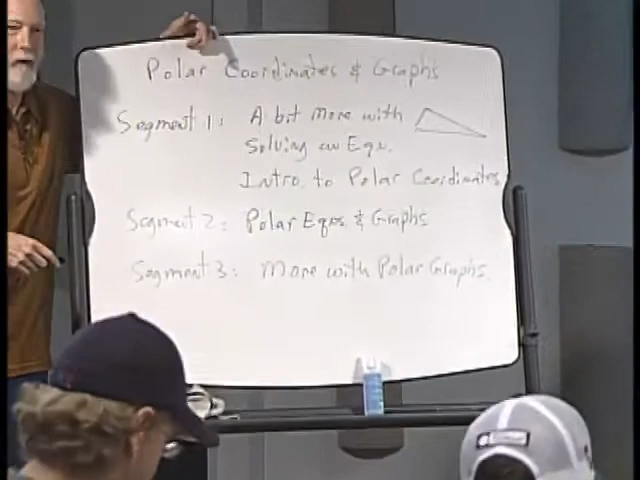 Polar Coordinates & Graphs
Segment 1: A bit More with
Solving an Eqn.
Intro. to Polar Coordinates
Segment 2: Polar Eqns & Graphs
Segment 3: More with Polar Graphs.